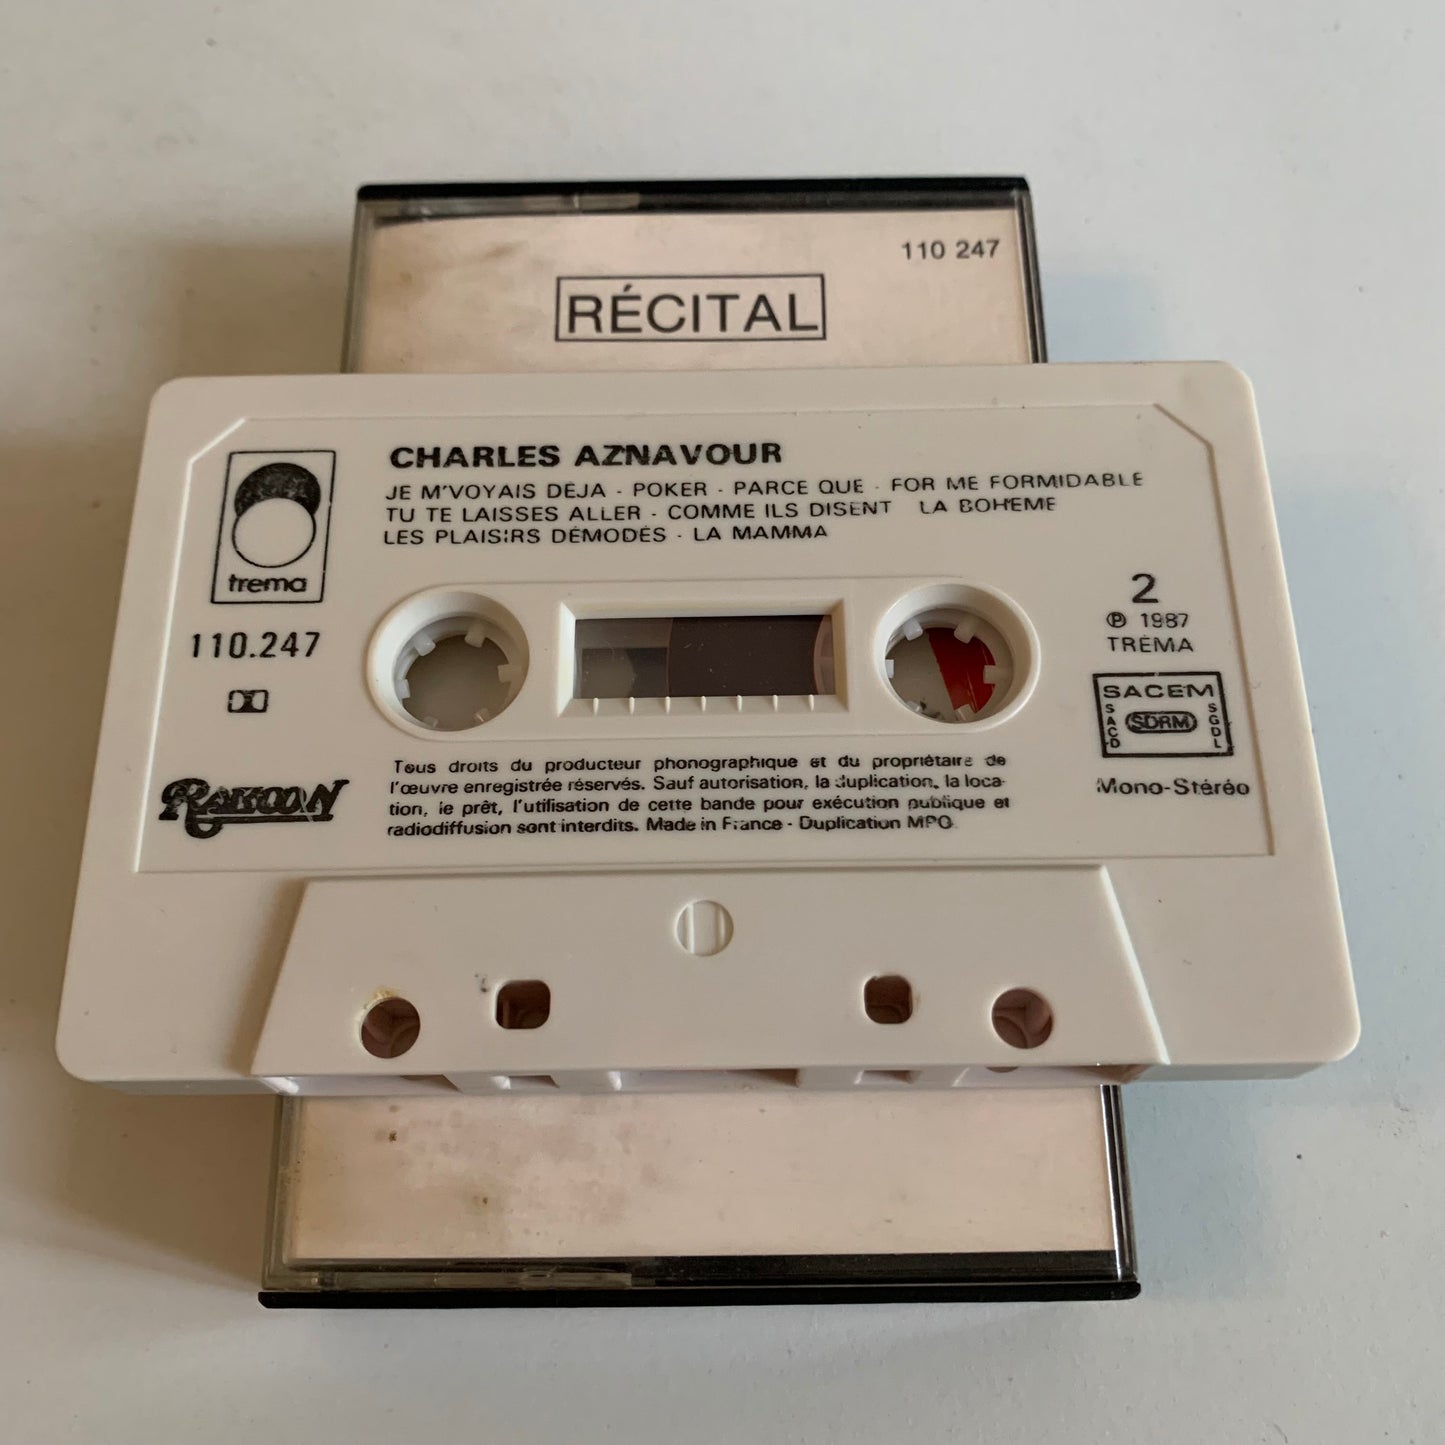 110 247
RÉCITAL
CHARLES AZNAVOUR
JE M'VOYAIS DEJA - POKER - PARCE QUE - FOR ME FORMIDABLE
TU TE LAISSES ALLER - COMME ILS DISENT LA BOHEME
LES PLAISIRS DÉMODÉS - LA MAMMA
trema
110.247
2
℗ 1987
TRÉMA
SACEM
SACD
SDRM
SGDL
Mono-Stéréo
Tous droits du producteur phonographique et du propriétaire de
l'œuvre enregistrée réservés. Sauf autorisation, la duplication, la loca-
tion, le prêt, l'utilisation de cette bande pour exécution publique et
radiodiffusion sont interdits. Made in France - Duplication MPO